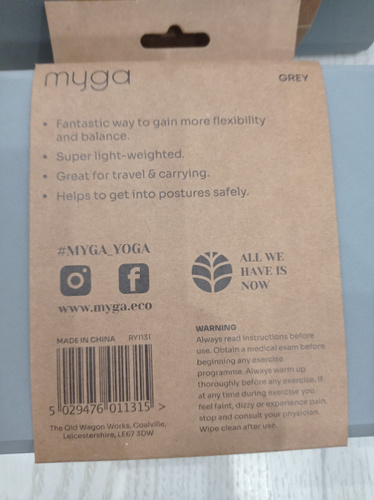 myga
GREY
• Fantastic way to gain more flexibility
and balance.
• Super light-weighted.
• Great for travel & carrying.
• Helps to get into postures safely.
#MYGA_YOGA
www.myga.eco
ALL WE
HAVE IS
NOW
MADE IN CHINA RY1131
5 029476 011315 >
The Old Wagon Works, Coalville,
Leicestershire, LE67 3DW
WARNING
Always read instructions before
use. Obtain a medical exam before
beginning any exercise
programme. Always warm up
thoroughly before any exercise. If
at any time during exercise you
feel faint, dizzy or experience pain,
stop and consult your physician.
Wipe clean after use.